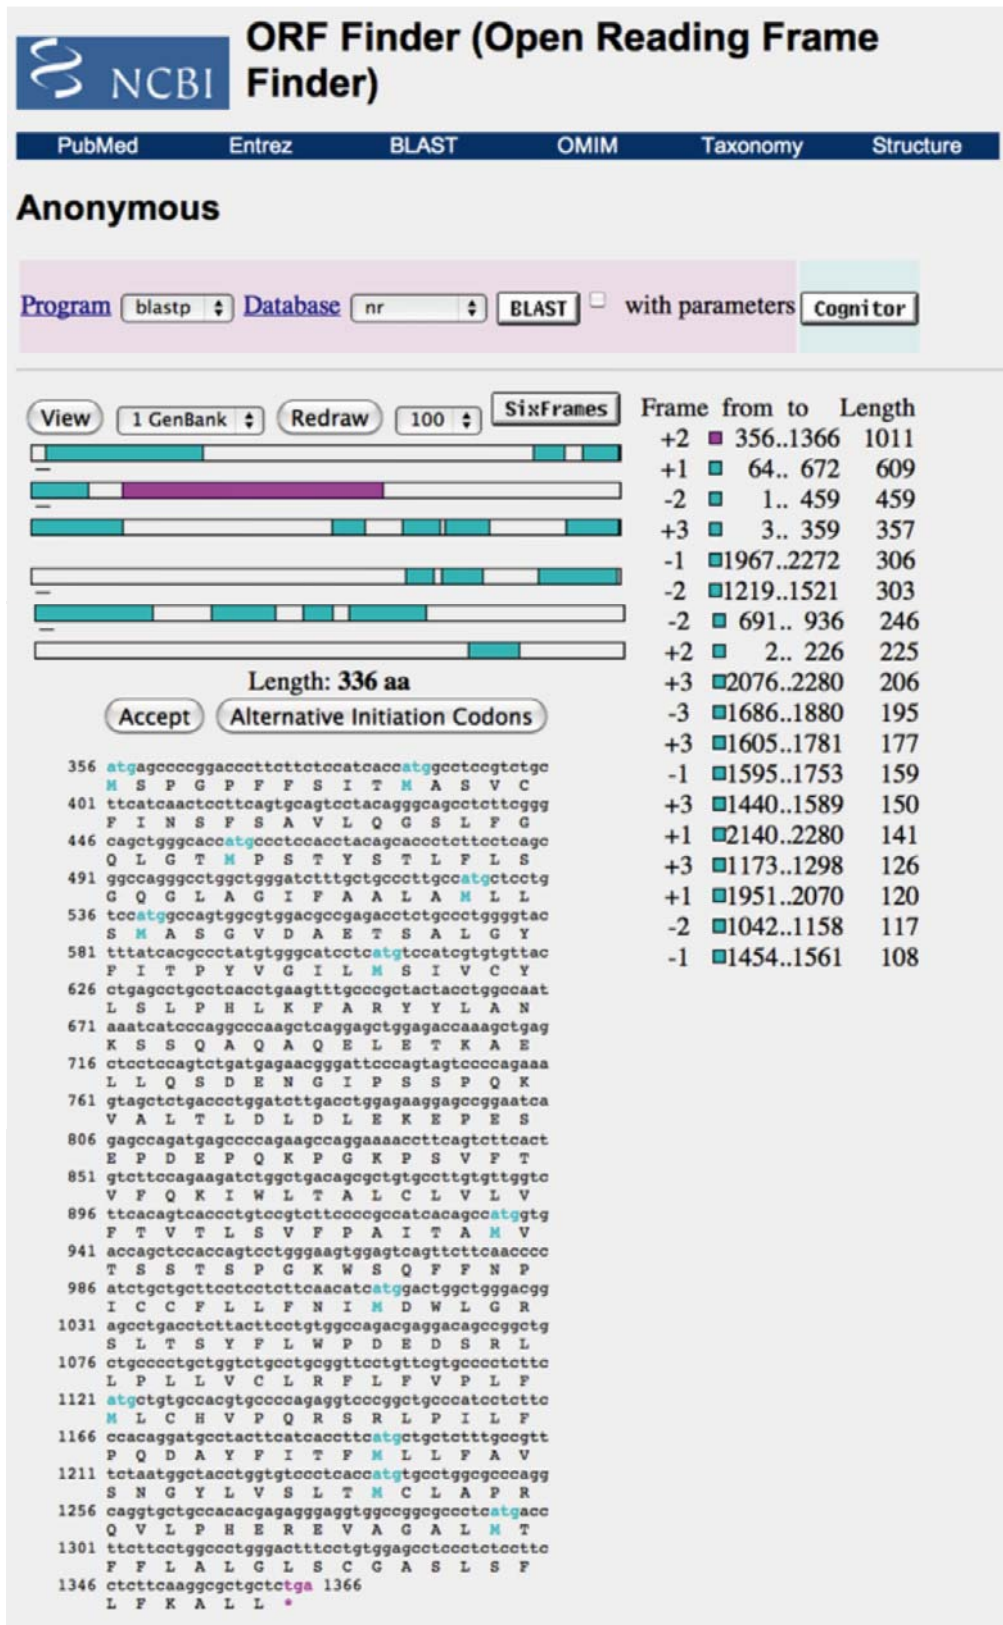 NCBI
ORF Finder (Open Reading Frame
Finder)
PubMed Entrez BLAST OMIM Taxonomy Structure
Anonymous
Program blastp Database nr BLAST with parameters Cognitor
View 1 GenBank Redraw 100 SixFrames
Frame from to Length
+2 356..1366 1011
+1 64.. 672 609
-2 1.. 459 459
+3 3.. 359 357
-1 1967..2272 306
-2 1219..1521 303
-2 691.. 936 246
+2 2.. 226 225
+3 2076..2280 206
-3 1686..1880 195
+3 1605..1781 177
-1 1595..1753 159
+3 1440..1589 150
+1 2140..2280 141
+3 1173..1298 126
+1 1951..2070 120
-2 1042..1158 117
-1 1454..1561 108
Length: 336 aa
Accept Alternative Initiation Codons
356 atgagccccggacccttcttctccatcaccatggcctccgtctgc
M S P G P F F S I T M A S V C
401 ttcatcaactccttcagtgcagtcctacagggcagcctcttcggg
F I N S F S A V L Q G S L F G
446 cagctgggcaccatgccctccacctacagcaccctcttcctcagc
Q L G T M P S T Y S T L F L S
491 ggccagggcctggctgggatctttgctgcccttgccatgctcctg
G Q G L A G I F A A L A M L L
536 tccatggccagtggcgtggacgccgagacctctgccctggggtac
S M A S G V D A E T S A L G Y
581 tttatcacgccctatgtgggcatcctcatgtccatcgtgtgttac
F I T P Y V G I L M S I V C Y
626 ctgagcctgcctcacctgaagtttgcccgctactacctggccaat
L S L P H L K F A R Y Y L A N
671 aaatcatcccaggcccaagctcaggagctggagaccaaagctgag
K S S Q A Q A Q E L E T K A E
716 ctcctccagtctgatgagaacgggattcccagtagtccccagaaa
L L Q S D E N G I P S S P Q K
761 gtagctctgaccctggatcttgacctggagaaggagccggaatca
V A L T L D L D L E K E P E S
806 gagccagatgagccccagaagccaggaaaaccttcagtcttcact
E P D E P Q K P G K P S V F T
851 gtcttccagaagatctggctgacagcgctgtgccttgtgttggtc
V F Q K I W L T A L C L V L V
896 ttcacagtcaccctgtccgtcttccccgccatcacagccatggtg
F T V T L S V F P A I T A M V
941 accagctccaccagtcctgggaagtggagtcagttcttcaacccc
T S S T S P G K W S Q F F N P
986 atctgctgcttcctcctcttcaacatcatggactggctgggacgg
I C C F L L F N I M D W L G R
1031 agcctgacctcttacttcctgtggccagacgaggacagccggctg
S L T S Y F L W P D E D S R L
1076 ctgcccctgctggtctgcctgcggttcctgttcgtgcccctcttc
L P L L V C L R F L F V P L F
1121 atgctgtgccacgtgccccagaggtcccggctgcccatcctcttc
M L C H V P Q R S R L P I L F
1166 ccacaggatgcctacttcatcaccttcatgctgctctttgccgtt
P Q D A Y F I T F M L L F A V
1211 tctaatggctacctggtgtccctcaccatgtgcctggcgcccagg
S N G Y L V S L T M C L A P R
1256 caggtgctgccacacgagagggaggtggccggcgccctcatgacc
Q V L P H E R E V A G A L M T
1301 ttcttcctggccctgggactttcctgtggagcctccctctccttc
F F L A L G L S C G A S L S F
1346 ctcttcaaggcgctgctctga 1366
L F K A L L *